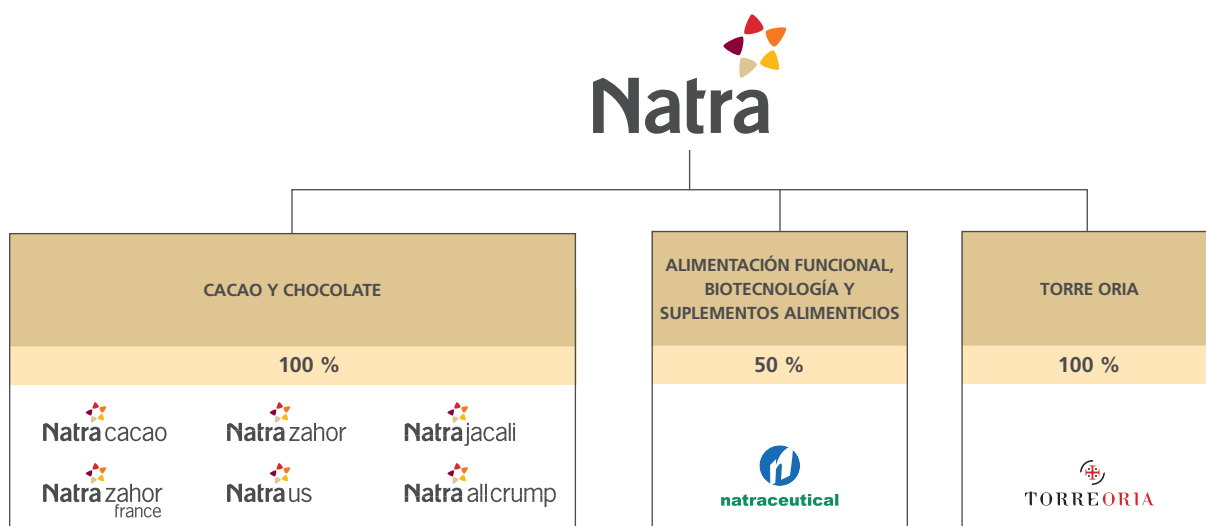 Natra
CACAO Y CHOCOLATE
100 %
Natra cacao
Natra zahor
Natra jacali
Natra zahor
france
Natra us
Natra allcrump
ALIMENTACIÓN FUNCIONAL,
BIOTECNOLOGÍA Y
SUPLEMENTOS ALIMENTICIOS
50 %
natraceutical
TORRE ORIA
100 %
TORREORIA